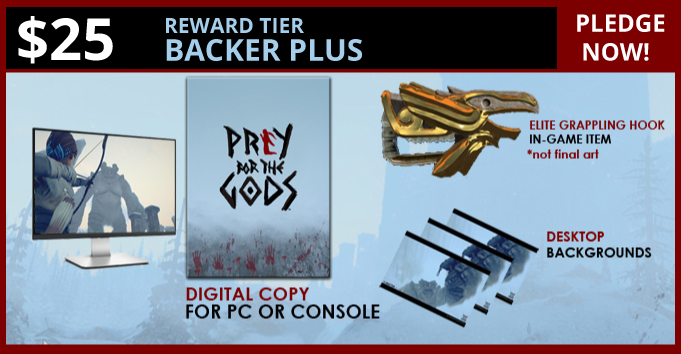 $25
REWARD TIER
BACKER PLUS
PLEDGE
NOW!
PREY
FOR THE
GODS
ELITE GRAPPLING HOOK
IN-GAME ITEM
*not final art
DESKTOP
BACKGROUNDS
DIGITAL COPY
FOR PC OR CONSOLE